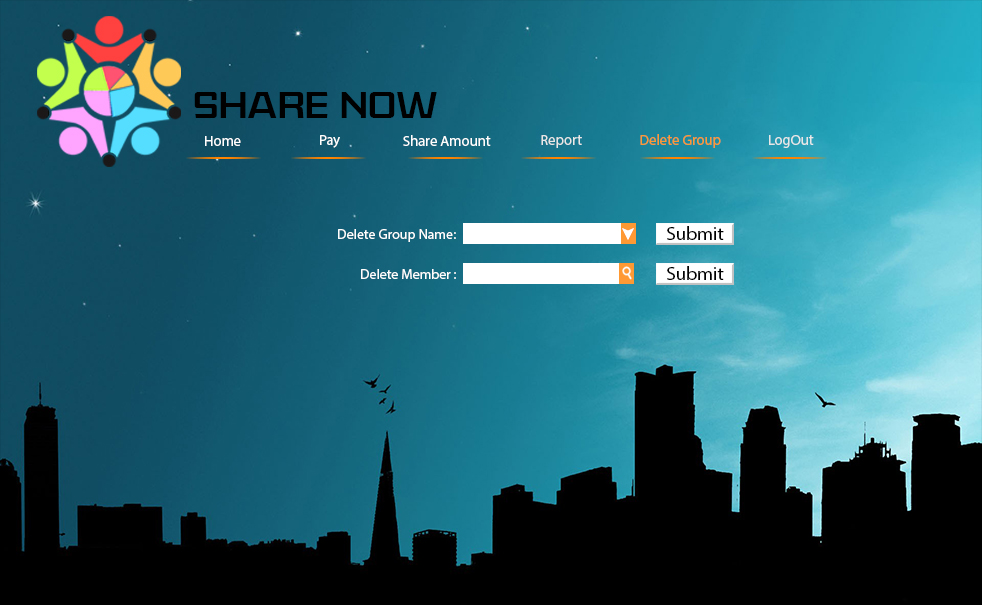 SHARE NOW
Home Pay Share Amount Report Delete Group LogOut
Delete Group Name: Submit
Delete Member : Submit